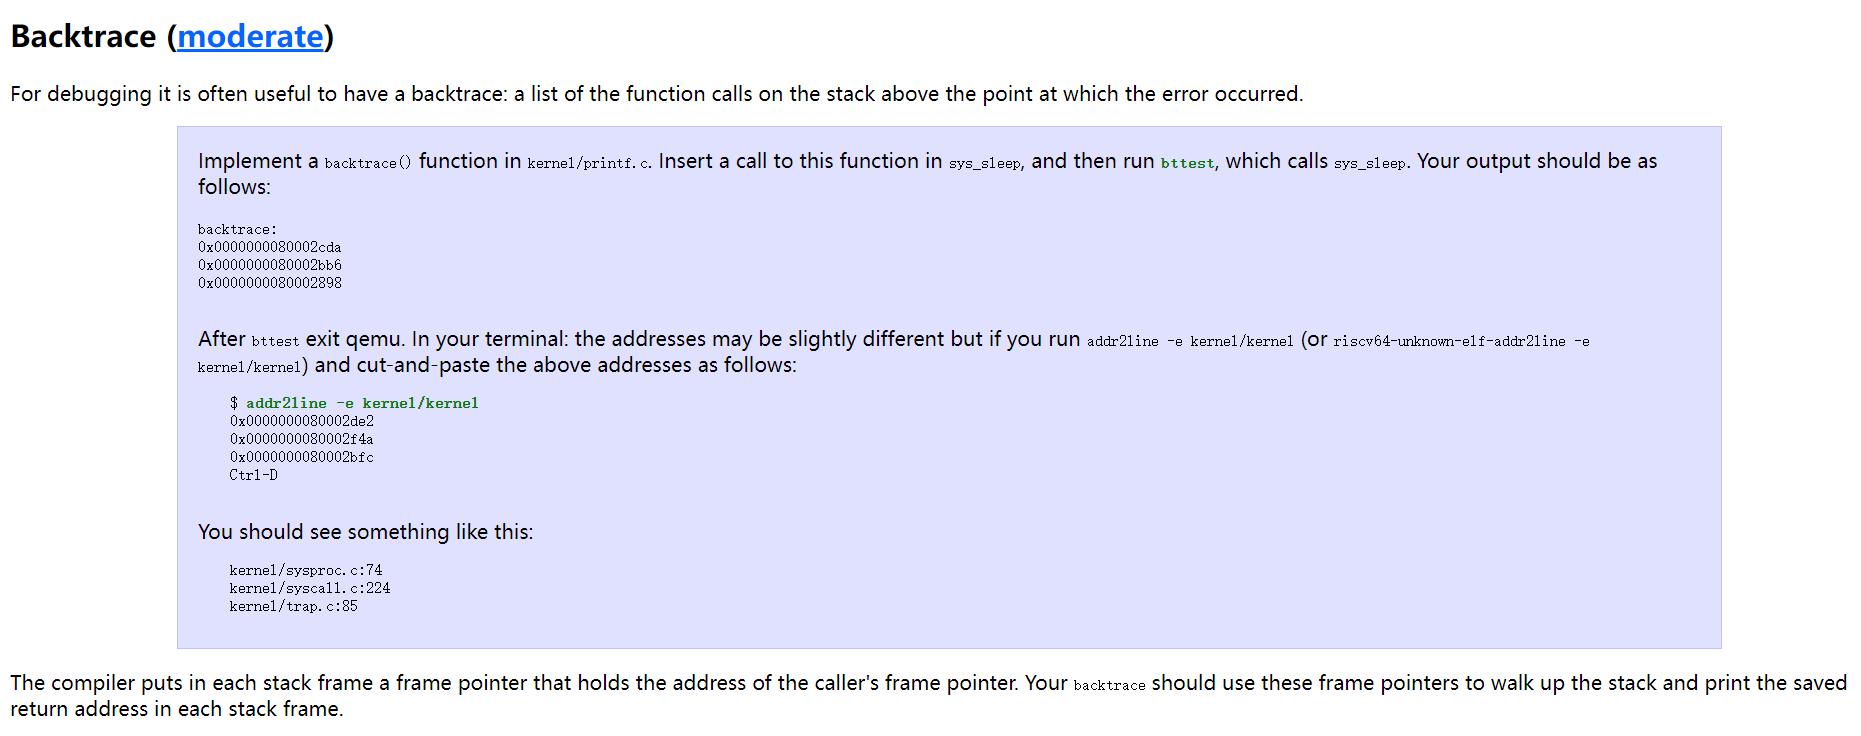 Backtrace (moderate)
For debugging it is often useful to have a backtrace: a list of the function calls on the stack above the point at which the error occurred.
Implement a backtrace() function in kernel/printf.c. Insert a call to this function in sys_sleep, and then run bttest, which calls sys_sleep. Your output should be as
follows:
backtrace:
0x0000000080002cda
0x0000000080002bb6
0x0000000080002898
After bttest exit qemu. In your terminal: the addresses may be slightly different but if you run addr2line -e kernel/kernel (or riscv64-unknown-elf-addr2line -e
kernel/kernel) and cut-and-paste the above addresses as follows:
$ addr2line -e kernel/kernel
0x0000000080002de2
0x0000000080002f4a
0x0000000080002bfc
Ctrl-D
You should see something like this:
kernel/sysproc.c:74
kernel/syscall.c:224
kernel/trap.c:85
The compiler puts in each stack frame a frame pointer that holds the address of the caller's frame pointer. Your backtrace should use these frame pointers to walk up the stack and print the saved
return address in each stack frame.